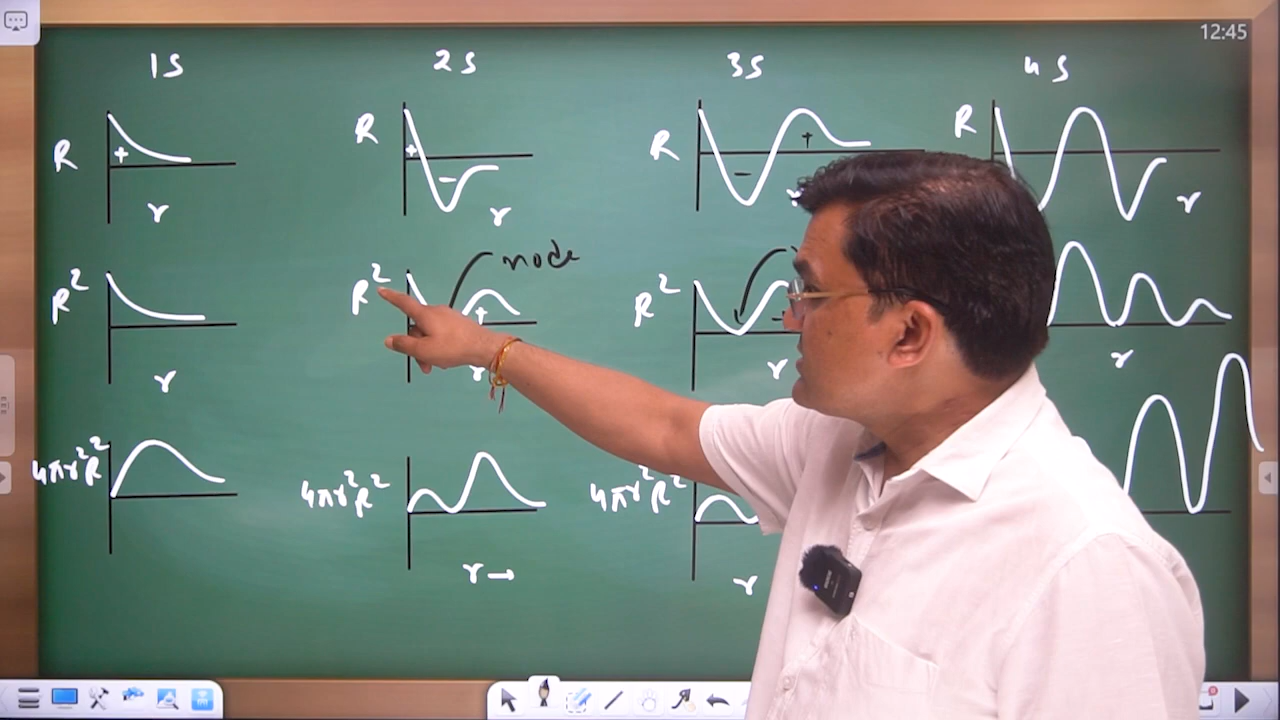 12:45
1S 2S 3S 4S
R + R + - R - + R
r r r
R² R² node R²
+ -
r r r r
4πr²R² 4πr²R² 4πr²R²
r → r